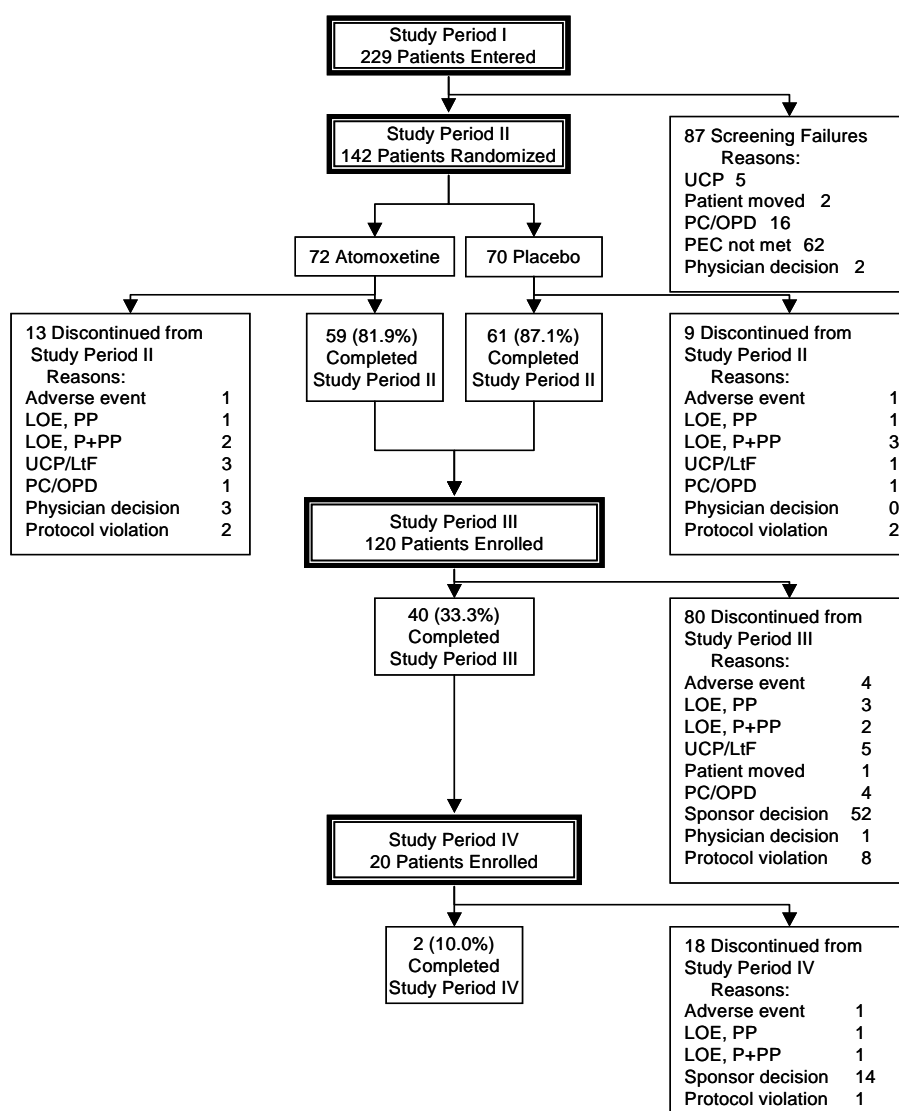 Study Period I
229 Patients Entered
Study Period II
142 Patients Randomized
87 Screening Failures
Reasons:
UCP 5
Patient moved 2
PC/OPD 16
PEC not met 62
Physician decision 2
72 Atomoxetine
70 Placebo
13 Discontinued from
Study Period II
Reasons:
Adverse event 1
LOE, PP 1
LOE, P+PP 2
UCP/LtF 3
PC/OPD 1
Physician decision 3
Protocol violation 2
59 (81.9%)
Completed
Study Period II
61 (87.1%)
Completed
Study Period II
9 Discontinued from
Study Period II
Reasons:
Adverse event 1
LOE, PP 1
LOE, P+PP 3
UCP/LtF 1
PC/OPD 1
Physician decision 0
Protocol violation 2
Study Period III
120 Patients Enrolled
40 (33.3%)
Completed
Study Period III
80 Discontinued from
Study Period III
Reasons:
Adverse event 4
LOE, PP 3
LOE, P+PP 2
UCP/LtF 5
Patient moved 1
PC/OPD 4
Sponsor decision 52
Physician decision 1
Protocol violation 8
Study Period IV
20 Patients Enrolled
2 (10.0%)
Completed
Study Period IV
18 Discontinued from
Study Period IV
Reasons:
Adverse event 1
LOE, PP 1
LOE, P+PP 1
Sponsor decision 14
Protocol violation 1